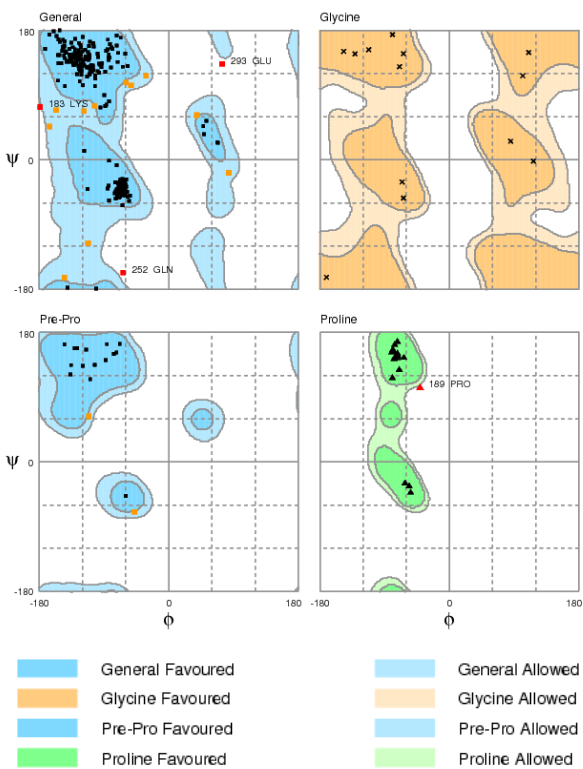 General
Glycine
180
ψ
0
-180
293 GLU
183 LYS
252 GLN
Pre-Pro
Proline
180
ψ
0
-180
189 PRO
-180 0 180 -180 0 180
ϕ ϕ
General Favoured General Allowed
Glycine Favoured Glycine Allowed
Pre-Pro Favoured Pre-Pro Allowed
Proline Favoured Proline Allowed